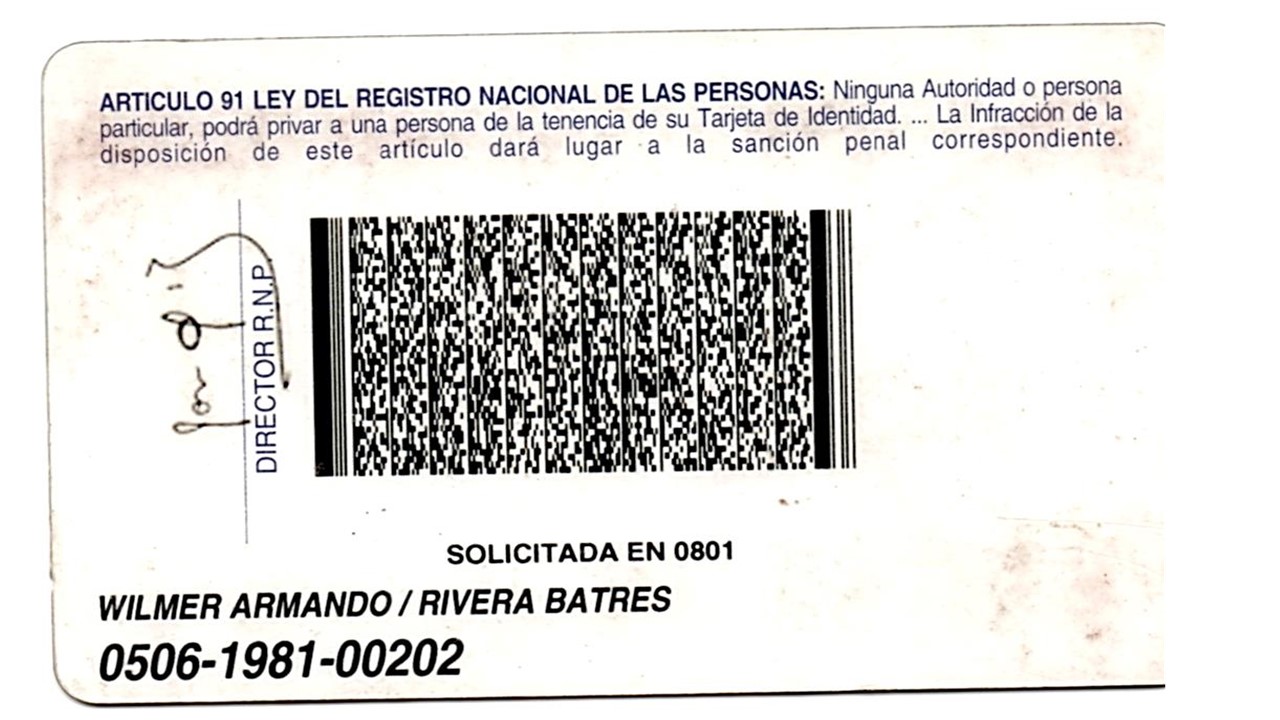 ARTICULO 91 LEY DEL REGISTRO NACIONAL DE LAS PERSONAS: Ninguna Autoridad o persona
particular, podrá privar a una persona de la tenencia de su Tarjeta de Identidad. ... La Infracción de la
disposición de este artículo dará lugar a la sanción penal correspondiente.
DIRECTOR R.N.P
SOLICITADA EN 0801
WILMER ARMANDO / RIVERA BATRES
0506-1981-00202